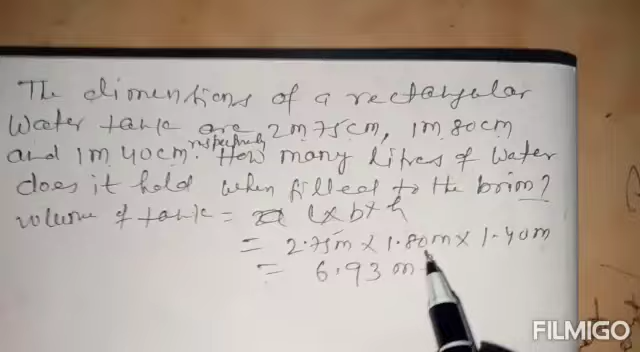 The dimentions of a rectangular
Water tank are 2m 75cm, 1m 80cm
respectively
and 1m 40cm. How many litres of water
does it hold when filled to the brim?
volume of tank = l x b x h
= 2.75m x 1.80m x 1.40m
= 6.93 m
FILMIGO